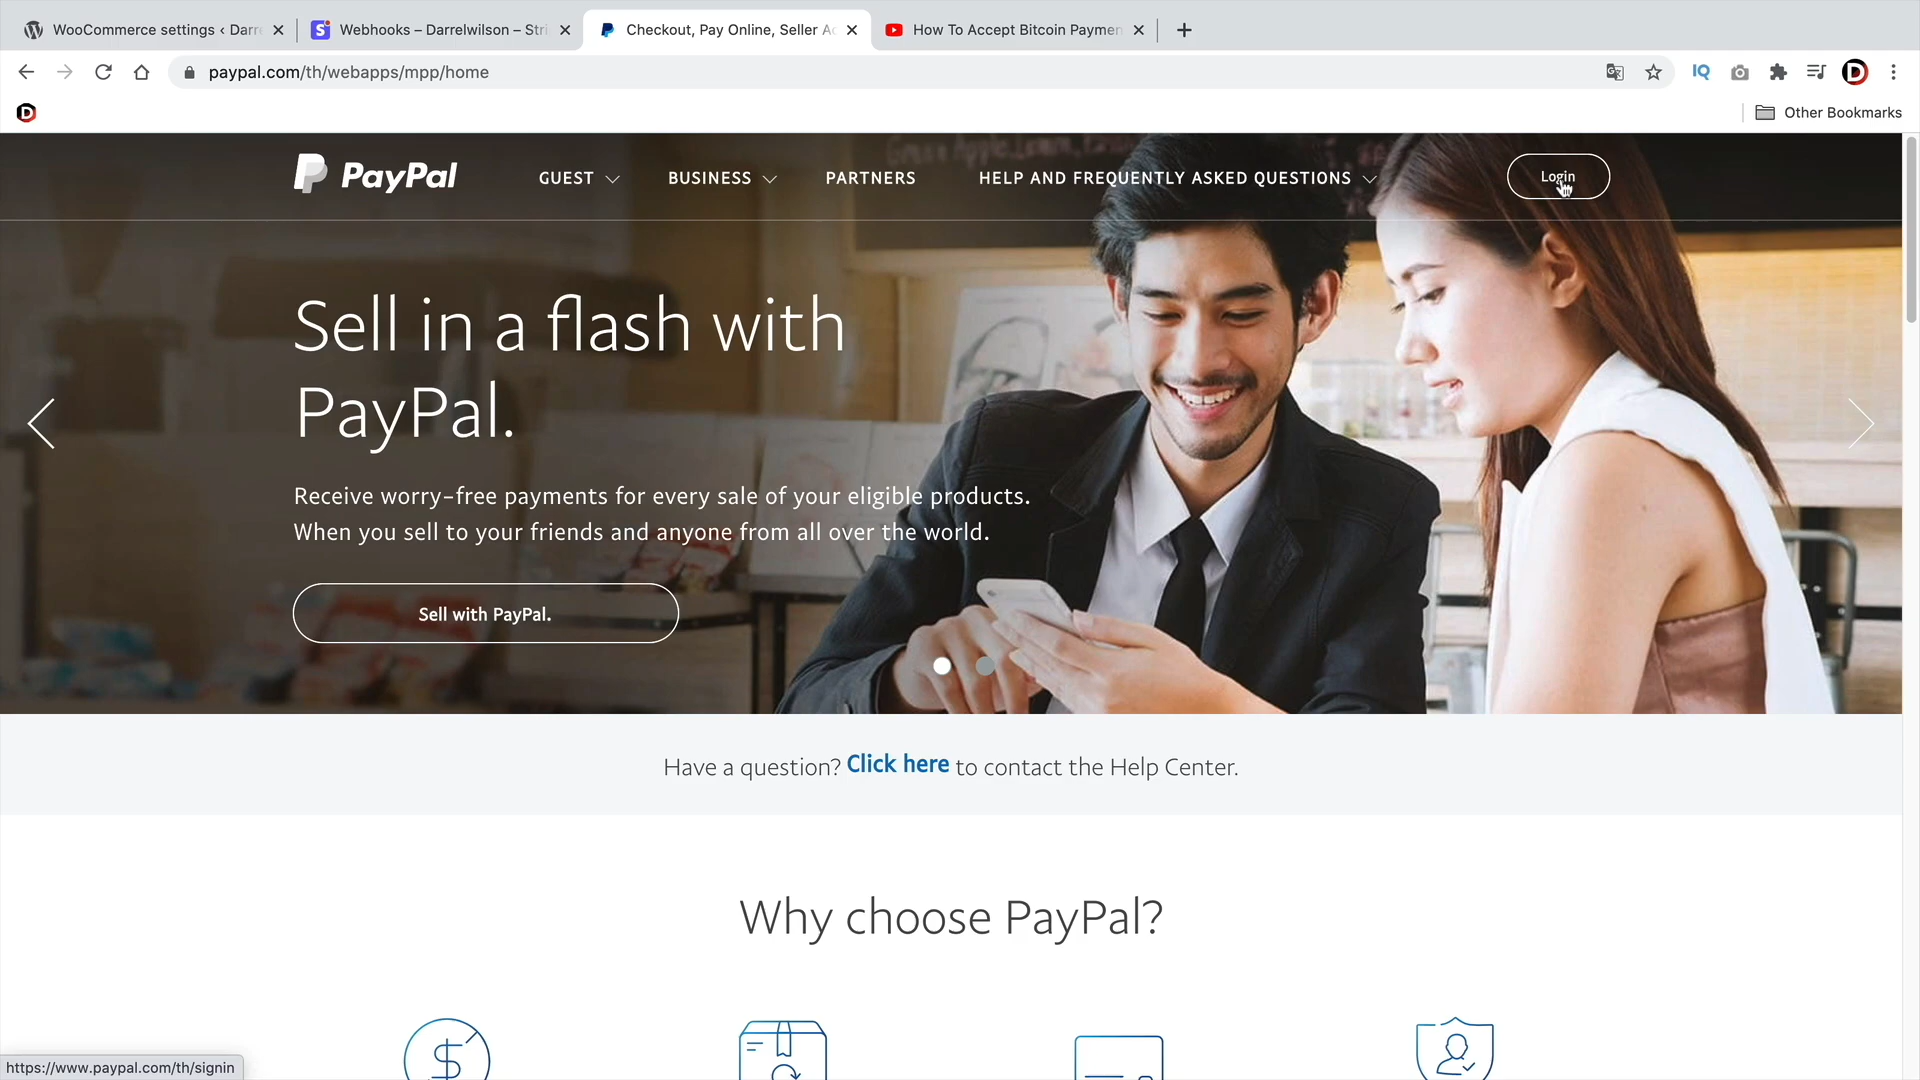 WooCommerce settings ‹ Darre
Webhooks – Darrelwilson – Stri
Checkout, Pay Online, Seller Ac
How To Accept Bitcoin Paymen
paypal.com/th/webapps/mpp/home
Other Bookmarks
PayPal
GUEST
BUSINESS
PARTNERS
HELP AND FREQUENTLY ASKED QUESTIONS
Login
Sell in a flash with
PayPal.
Receive worry-free payments for every sale of your eligible products.
When you sell to your friends and anyone from all over the world.
Sell with PayPal.
Have a question? Click here to contact the Help Center.
Why choose PayPal?
https://www.paypal.com/th/signin